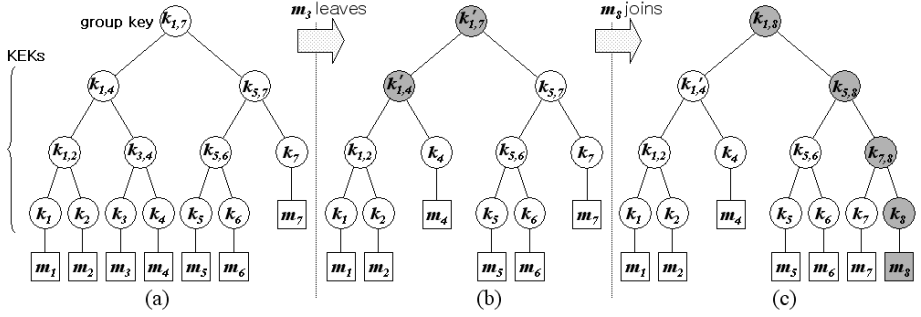 group key k1,7 m3 leaves k'1,7 m8 joins k1,8
KEKs
k1,4 k5,7 k'1,4 k5,7 k'1,4 k5,8
k1,2 k3,4 k5,6 k7 k1,2 k4 k5,6 k7 k1,2 k4 k5,6 k7,8
k1 k2 k3 k4 k5 k6 m7 k1 k2 m4 k5 k6 m7 k1 k2 m4 k5 k6 k7 k8
m1 m2 m3 m4 m5 m6 m1 m2 m5 m6 m1 m2 m5 m6 m7 m8
(a) (b) (c)